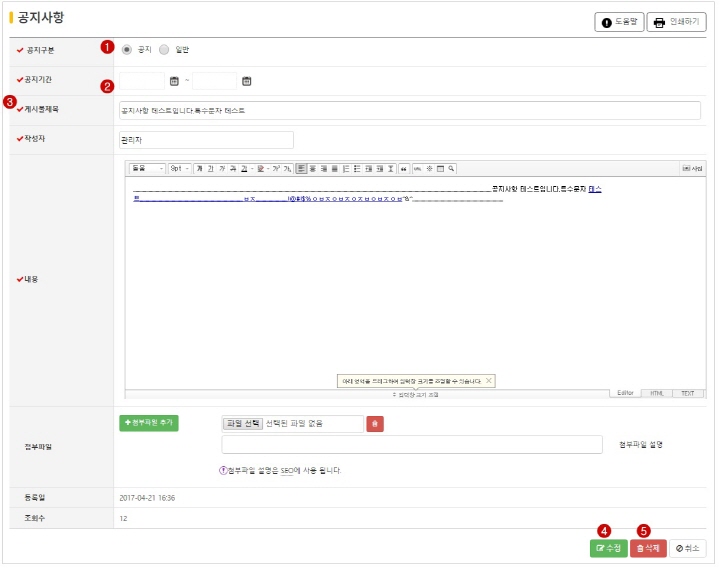 공지사항
도움말 인쇄하기
공지구분 1 공지 일반
공지기간 2 ~
3 게시물제목 공지사항 테스트입니다.특수문자 테스트
작성자 관리자
돋움 9pt 가 가 가 가 가 사진
공지사항 테스트입니다.특수문자 테스
트
ㅂㅈ !@#$%ㅇㅂㅈㅇㅂㅈㅇㅈㅇㅂㅈㅇㅂ"&"
내용
아래 영역을 드래그하여 입력창 크기를 조절할 수 있습니다.
입력창 크기 조절 Editor HTML TEXT
첨부파일 추가 파일 선택 선택된 파일 없음
첨부파일 첨부파일 설명
첨부파일 설명은 SEO에 사용 됩니다.
등록일 2017-04-21 16:36
조회수 12
4 5
수정 삭제 취소